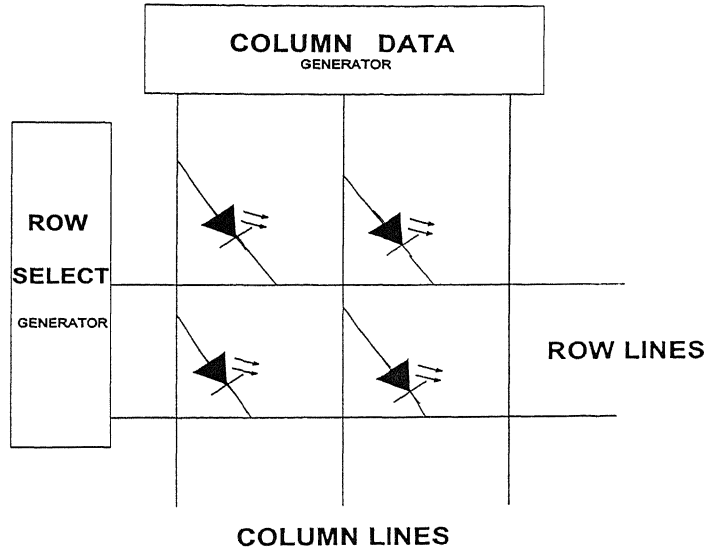 COLUMN DATA
GENERATOR
ROW
SELECT
GENERATOR
ROW LINES
COLUMN LINES